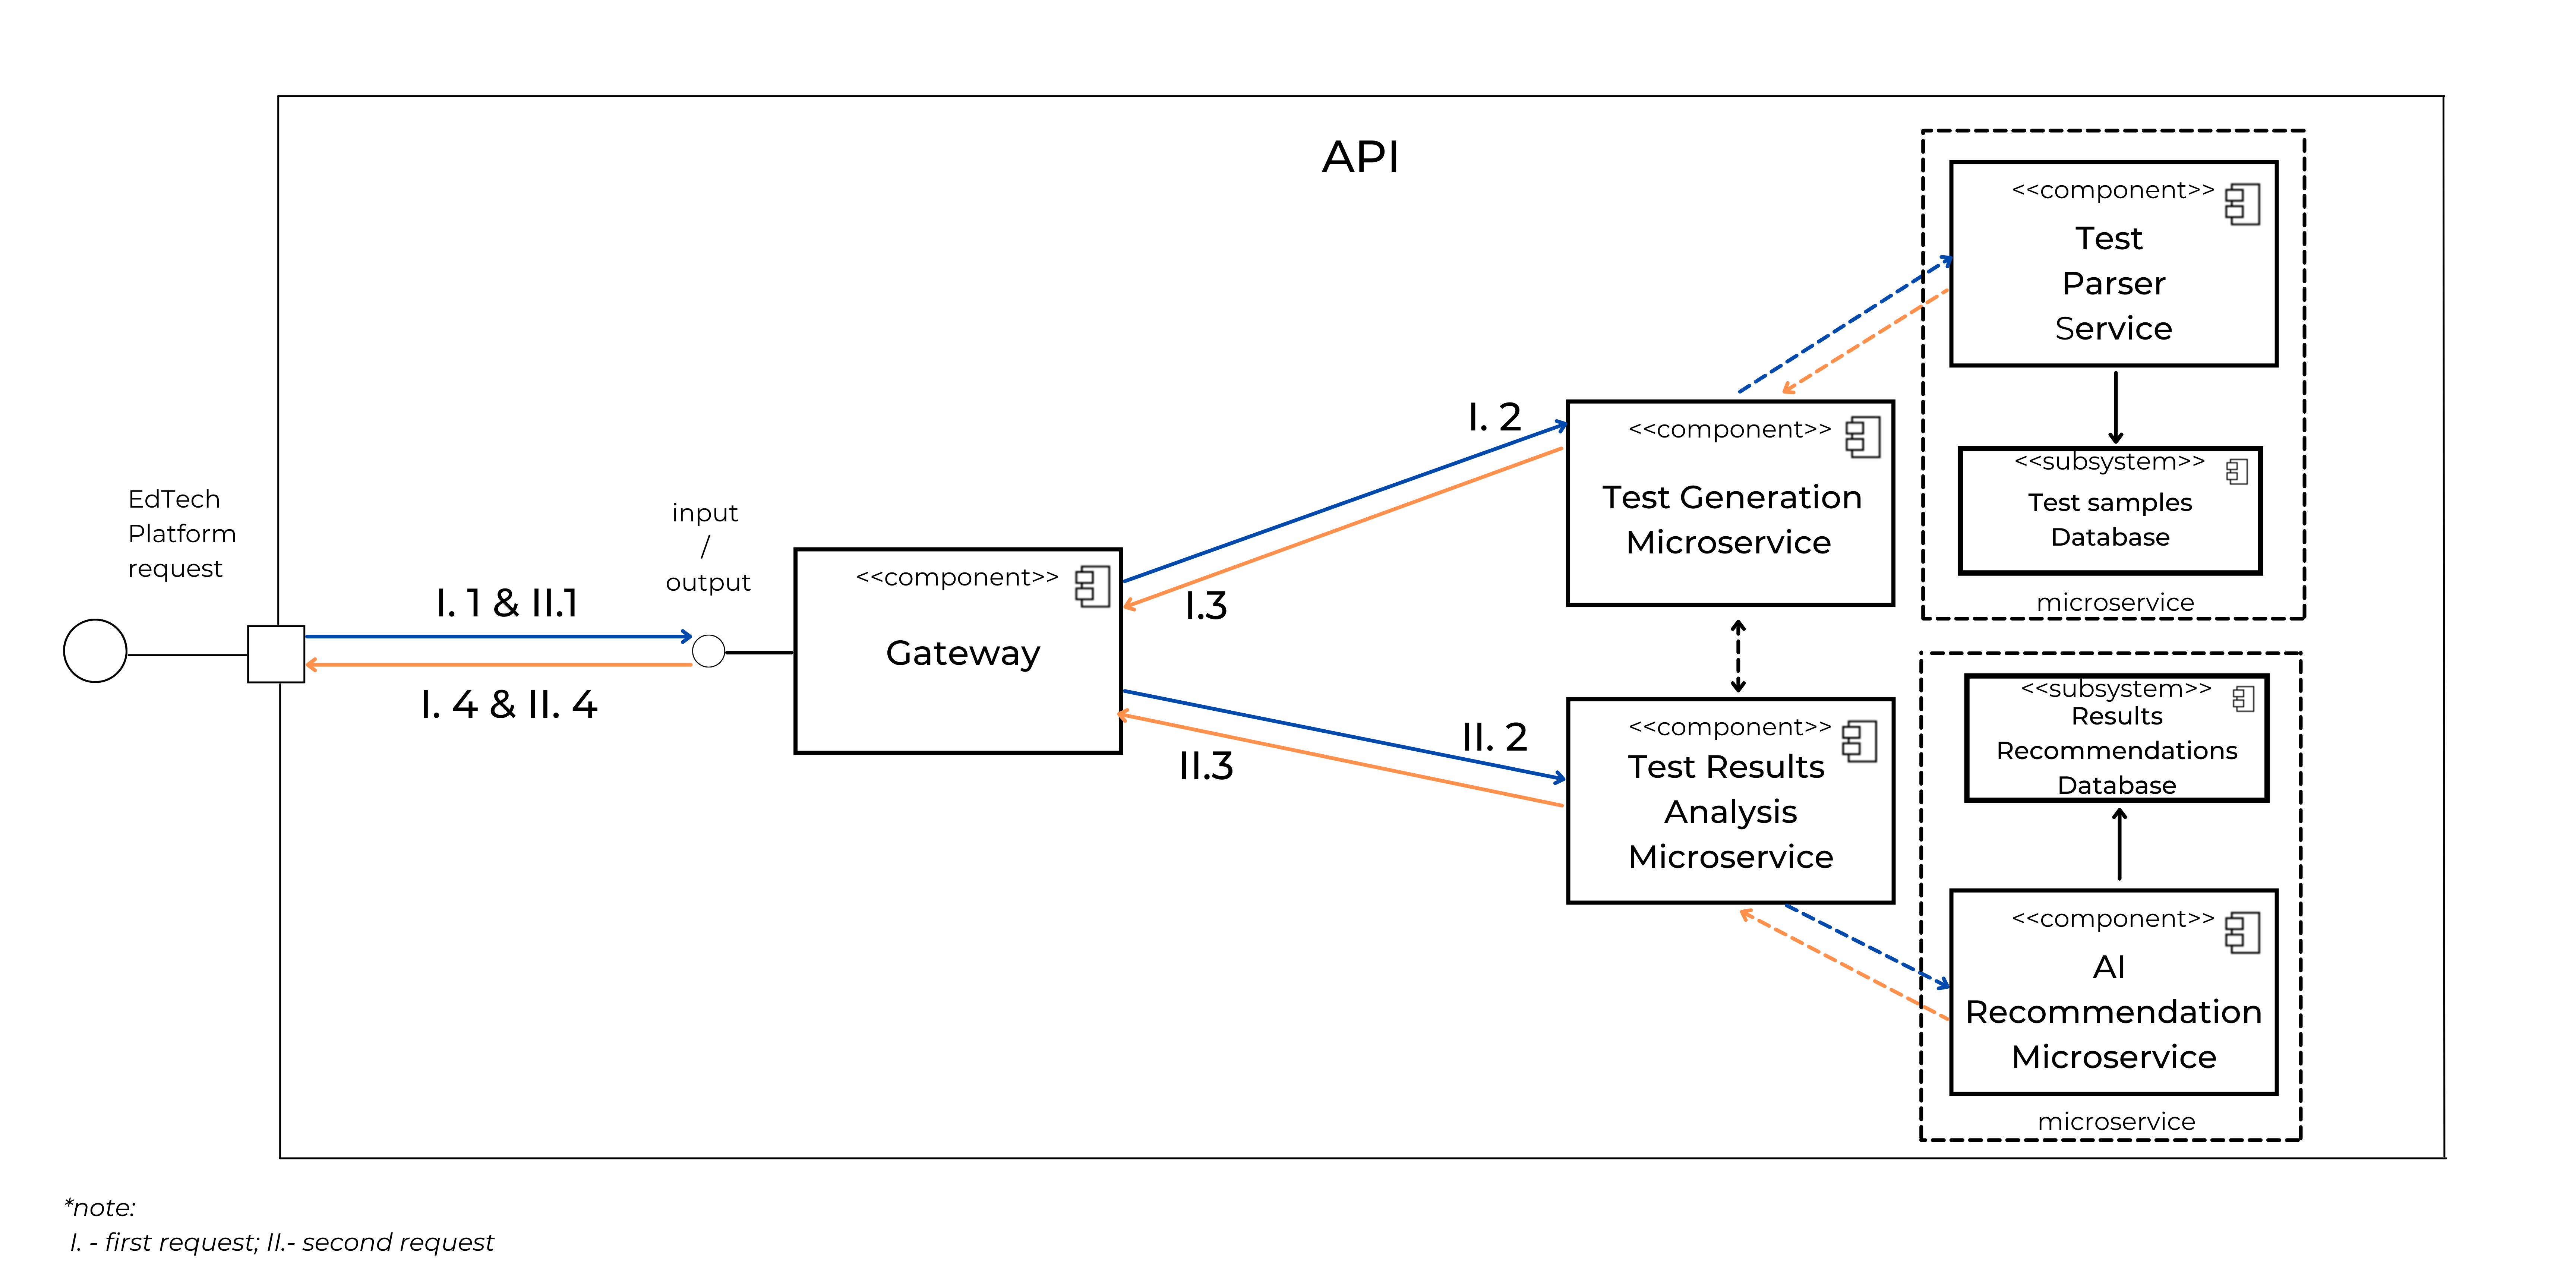 API
EdTech
Platform
request
I. 1 & II.1
I. 4 & II. 4
input
/
output
<<component>>
Gateway
I. 2
I.3
II. 2
II.3
<<component>>
Test Generation
Microservice
<<component>>
Test Results
Analysis
Microservice
<<component>>
Test
Parser
Service
<<subsystem>>
Test samples
Database
microservice
<<subsystem>>
Results
Recommendations
Database
<<component>>
AI
Recommendation
Microservice
microservice
*note:
I. - first request; II.- second request